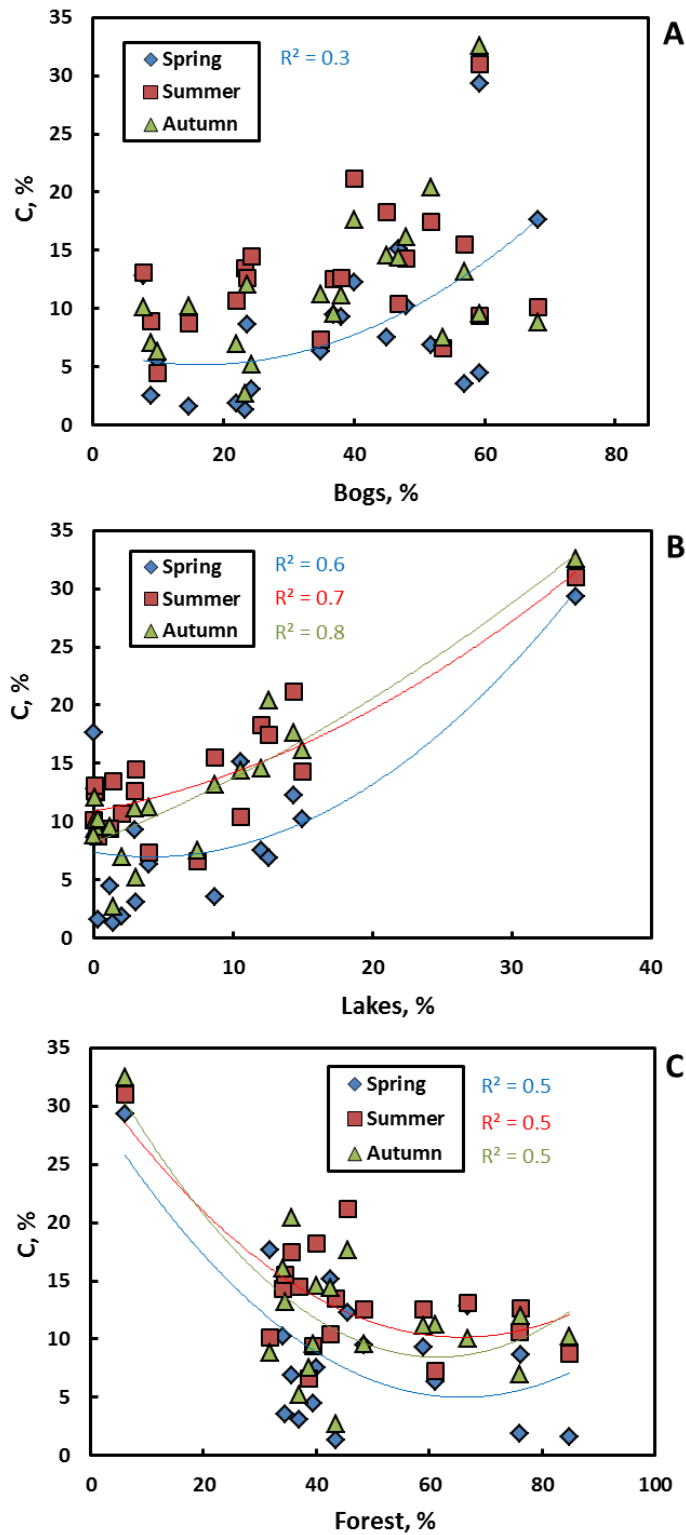 A
35
30
25
20
15
10
5
0
C, %
Spring
Summer
Autumn
R² = 0.3
0 20 40 60 80
Bogs, %
B
35
30
25
20
15
10
5
0
C, %
Spring
Summer
Autumn
R² = 0.6
R² = 0.7
R² = 0.8
0 10 20 30 40
Lakes, %
C
35
30
25
20
15
10
5
0
C, %
Spring
Summer
Autumn
R² = 0.5
R² = 0.5
R² = 0.5
0 20 40 60 80 100
Forest, %